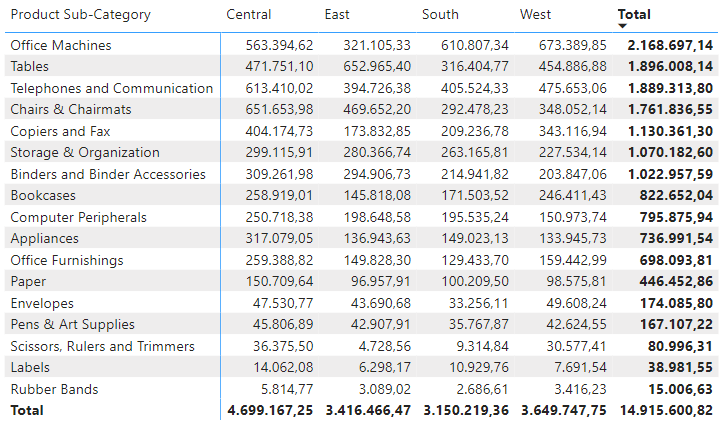 Product Sub-Category Central East South West Total
Office Machines 563.394,62 321.105,33 610.807,34 673.389,85 2.168.697,14
Tables 471.751,10 652.965,40 316.404,77 454.886,88 1.896.008,14
Telephones and Communication 613.410,02 394.726,38 405.524,33 475.653,06 1.889.313,80
Chairs & Chairmats 651.653,98 469.652,20 292.478,23 348.052,14 1.761.836,55
Copiers and Fax 404.174,73 173.832,85 209.236,78 343.116,94 1.130.361,30
Storage & Organization 299.115,91 280.366,74 263.165,81 227.534,14 1.070.182,60
Binders and Binder Accessories 309.261,98 294.906,73 214.941,82 203.847,06 1.022.957,59
Bookcases 258.919,01 145.818,08 171.503,52 246.411,43 822.652,04
Computer Peripherals 250.718,38 198.648,58 195.535,24 150.973,74 795.875,94
Appliances 317.079,05 136.943,63 149.023,13 133.945,73 736.991,54
Office Furnishings 259.388,82 149.828,30 129.433,70 159.442,99 698.093,81
Paper 150.709,64 96.957,91 100.209,50 98.575,81 446.452,86
Envelopes 47.530,77 43.690,68 33.256,11 49.608,24 174.085,80
Pens & Art Supplies 45.806,89 42.907,91 35.767,87 42.624,55 167.107,22
Scissors, Rulers and Trimmers 36.375,50 4.728,56 9.314,84 30.577,41 80.996,31
Labels 14.062,08 6.298,17 10.929,76 7.691,54 38.981,55
Rubber Bands 5.814,77 3.089,02 2.686,61 3.416,23 15.006,63
Total 4.699.167,25 3.416.466,47 3.150.219,36 3.649.747,75 14.915.600,82